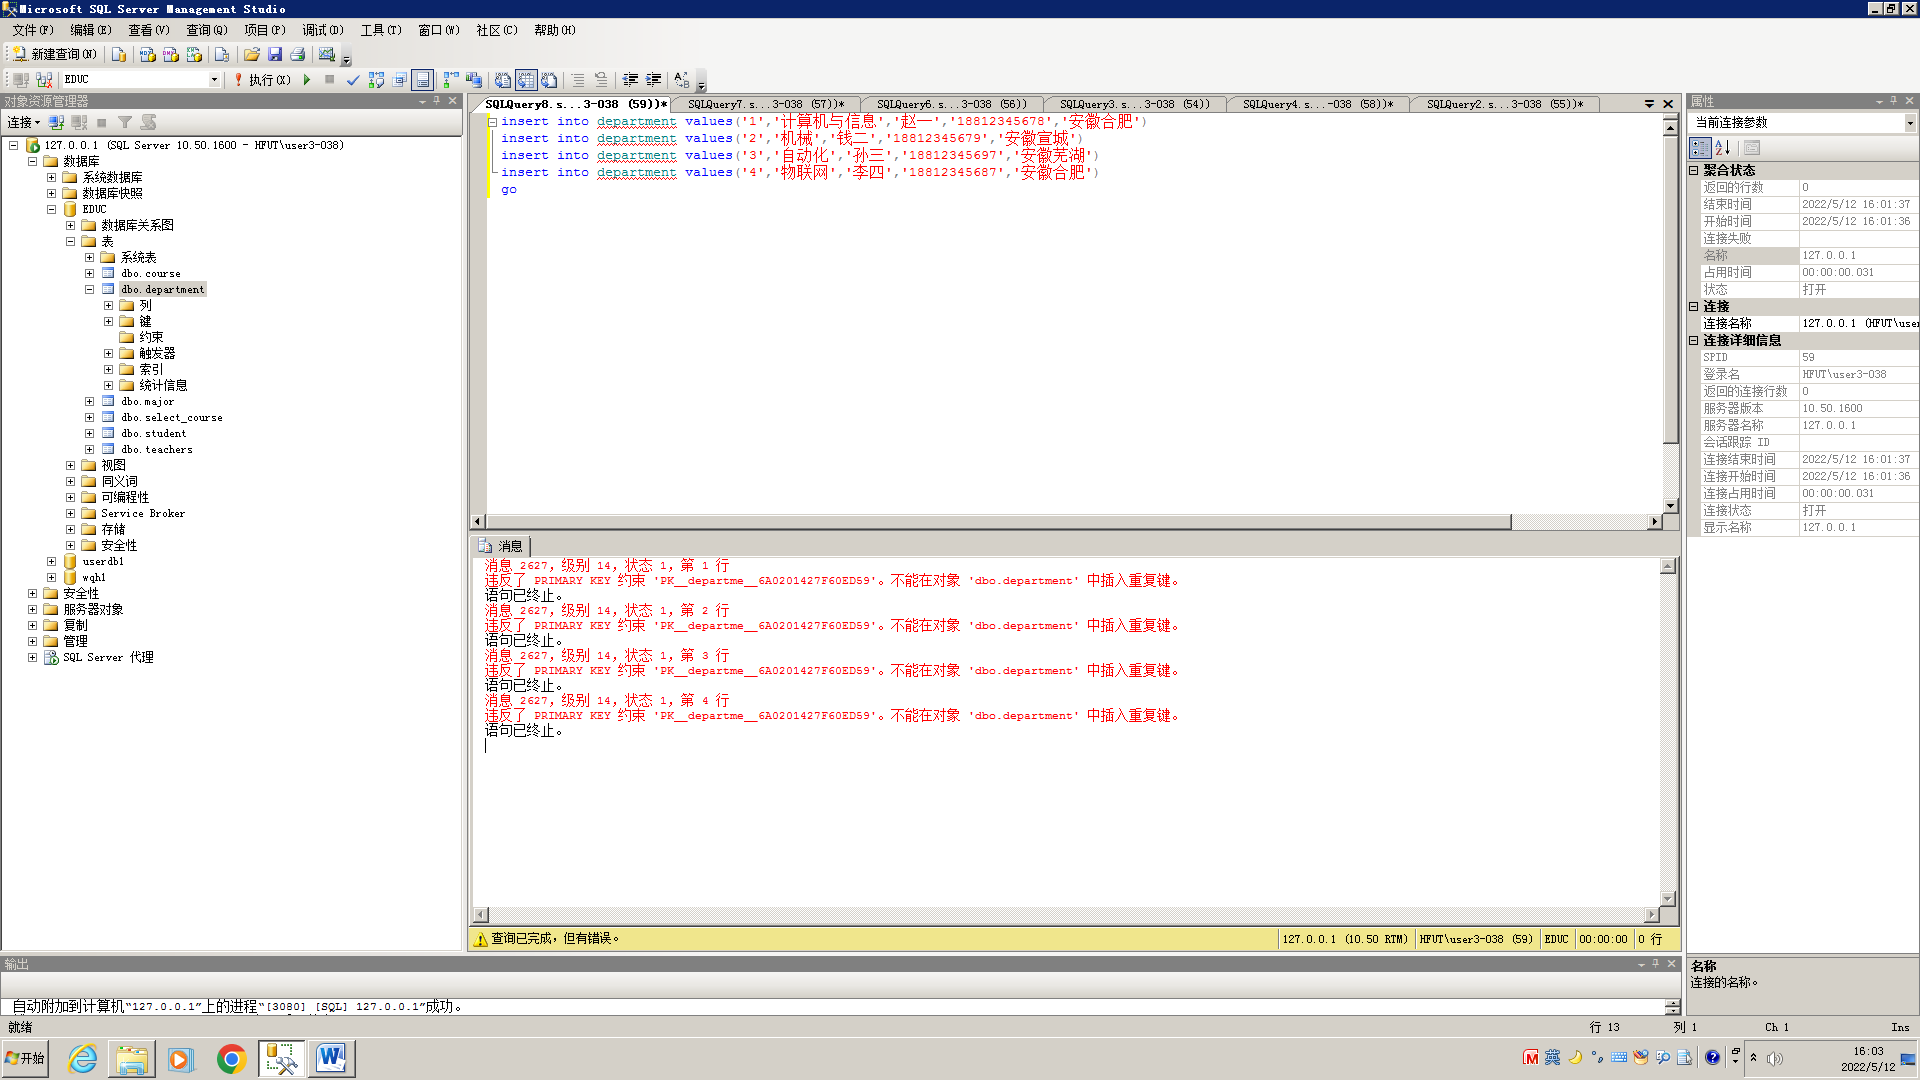 Microsoft SQL Server Management Studio
文件(F) 编辑(E) 查看(V) 查询(Q) 项目(P) 调试(D) 工具(T) 窗口(W) 社区(C) 帮助(H)
新建查询(N)
EDUC 执行(X)
对象资源管理器
连接
127.0.0.1 (SQL Server 10.50.1600 - HFUT\user3-038)
数据库
系统数据库
数据库快照
EDUC
数据库关系图
表
系统表
dbo.course
dbo.department
列
键
约束
触发器
索引
统计信息
dbo.major
dbo.select_course
dbo.student
dbo.teachers
视图
同义词
可编程性
Service Broker
存储
安全性
userdb1
wqh1
安全性
服务器对象
复制
管理
SQL Server 代理
SQLQuery8.s...3-038 (59))* SQLQuery7.s...3-038 (57))* SQLQuery6.s...3-038 (56)) SQLQuery3.s...3-038 (54)) SQLQuery4.s...-038 (58))* SQLQuery2.s...3-038 (55))*
insert into department values('1','计算机与信息','赵一','18812345678','安徽合肥')
insert into department values('2','机械','钱二','18812345679','安徽宣城')
insert into department values('3','自动化','孙三','18812345697','安徽芜湖')
insert into department values('4','物联网','李四','18812345687','安徽合肥')
go
消息
消息 2627，级别 14，状态 1，第 1 行
违反了 PRIMARY KEY 约束 'PK__departme__6A0201427F60ED59'。不能在对象 'dbo.department' 中插入重复键。
语句已终止。
消息 2627，级别 14，状态 1，第 2 行
违反了 PRIMARY KEY 约束 'PK__departme__6A0201427F60ED59'。不能在对象 'dbo.department' 中插入重复键。
语句已终止。
消息 2627，级别 14，状态 1，第 3 行
违反了 PRIMARY KEY 约束 'PK__departme__6A0201427F60ED59'。不能在对象 'dbo.department' 中插入重复键。
语句已终止。
消息 2627，级别 14，状态 1，第 4 行
违反了 PRIMARY KEY 约束 'PK__departme__6A0201427F60ED59'。不能在对象 'dbo.department' 中插入重复键。
语句已终止。
查询已完成，但有错误。 127.0.0.1 (10.50 RTM) HFUT\user3-038 (59) EDUC 00:00:00 0 行
属性
当前连接参数
聚合状态
返回的行数 0
结束时间 2022/5/12 16:01:37
开始时间 2022/5/12 16:01:36
连接失败
名称 127.0.0.1
占用时间 00:00:00.031
状态 打开
连接
连接名称 127.0.0.1 (HFUT\user
连接详细信息
SPID 59
登录名 HFUT\user3-038
返回的连接行数 0
服务器版本 10.50.1600
服务器名称 127.0.0.1
会话跟踪 ID
连接结束时间 2022/5/12 16:01:37
连接开始时间 2022/5/12 16:01:36
连接占用时间 00:00:00.031
连接状态 打开
显示名称 127.0.0.1
名称
连接的名称。
输出
自动附加到计算机“127.0.0.1”上的进程“[3080] [SQL] 127.0.0.1”成功。
就绪 行 13 列 1 Ch 1 Ins
开始
英
16:03
2022/5/12